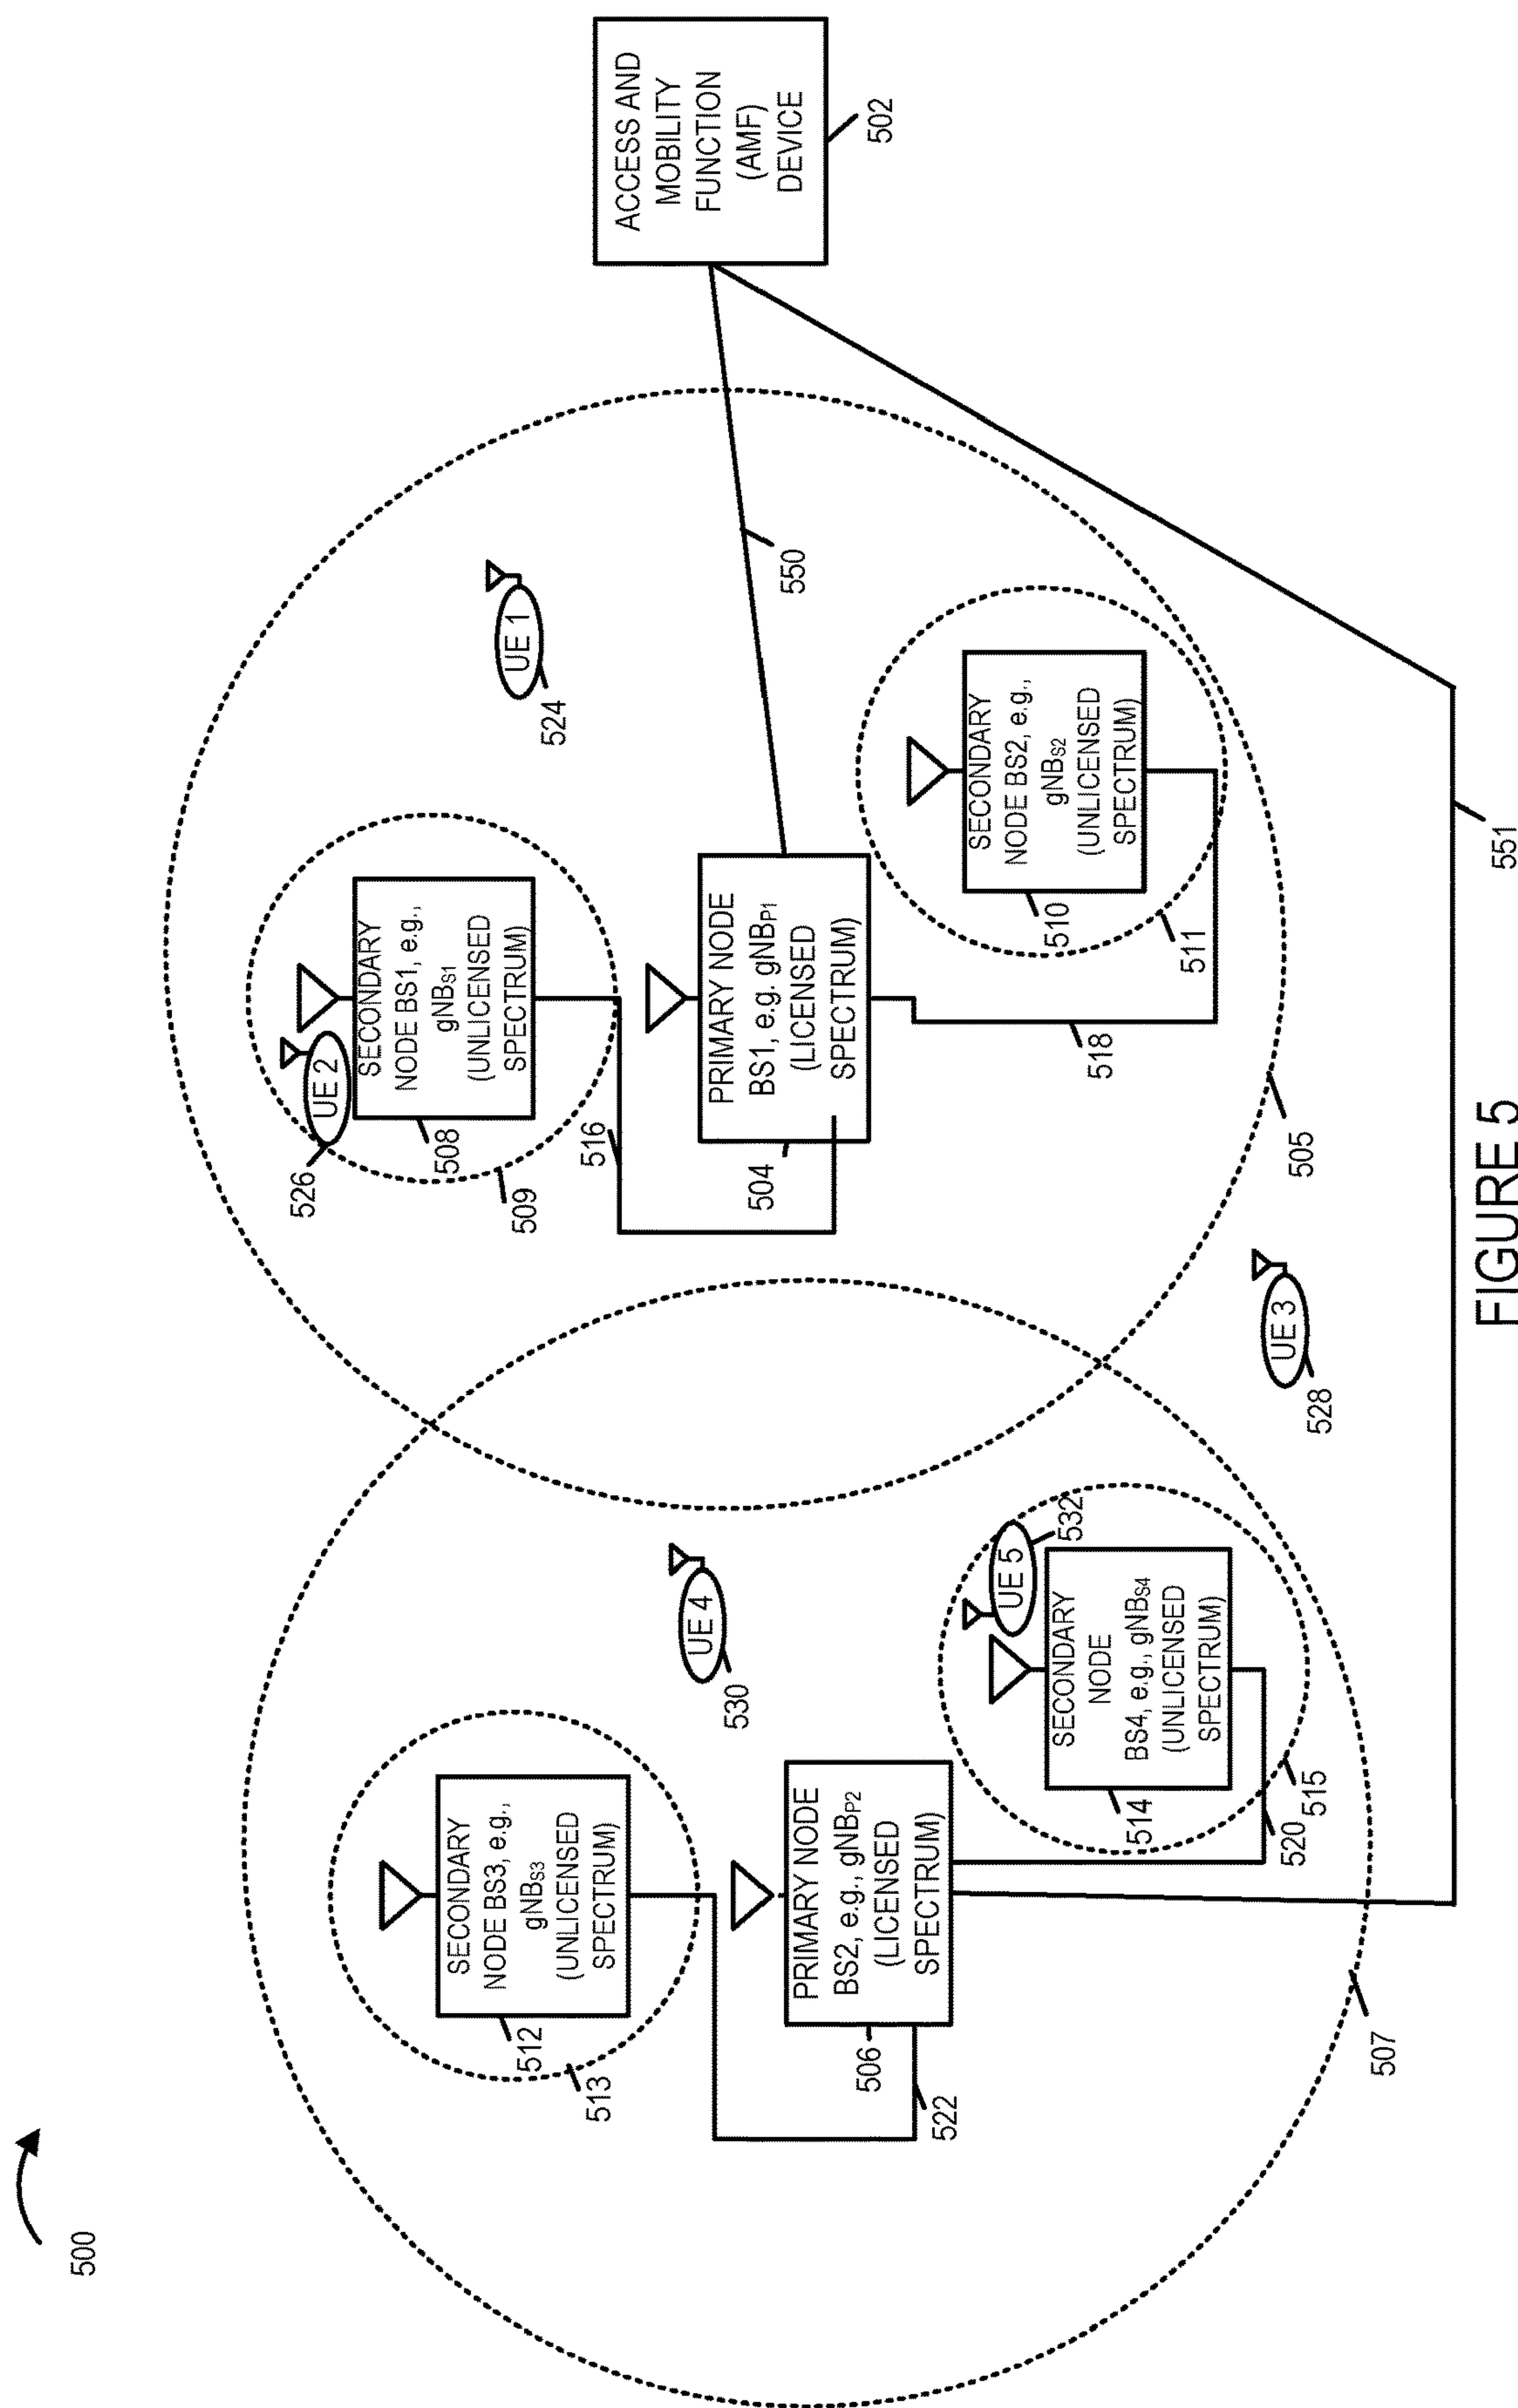 500
ACCESS AND
MOBILITY
FUNCTION
(AMF)
DEVICE
502
550
551
UE 1
524
UE 2
526
SECONDARY
NODE BS1, e.g.,
gNBS1
(UNLICENSED
SPECTRUM)
508
509
516
PRIMARY NODE
BS1, e.g. gNBP1
(LICENSED
SPECTRUM)
504
518
SECONDARY
NODE BS2, e.g.,
gNBS2
(UNLICENSED
SPECTRUM)
510
511
505
UE 3
528
UE 4
530
SECONDARY
NODE BS3, e.g.,
gNBS3
(UNLICENSED
SPECTRUM)
512
513
522
PRIMARY NODE
BS2, e.g., gNBP2
(LICENSED
SPECTRUM)
506
UE 5
532
SECONDARY
NODE
BS4, e.g., gNBS4
(UNLICENSED
SPECTRUM)
514
515
520
507
FIGURE 5